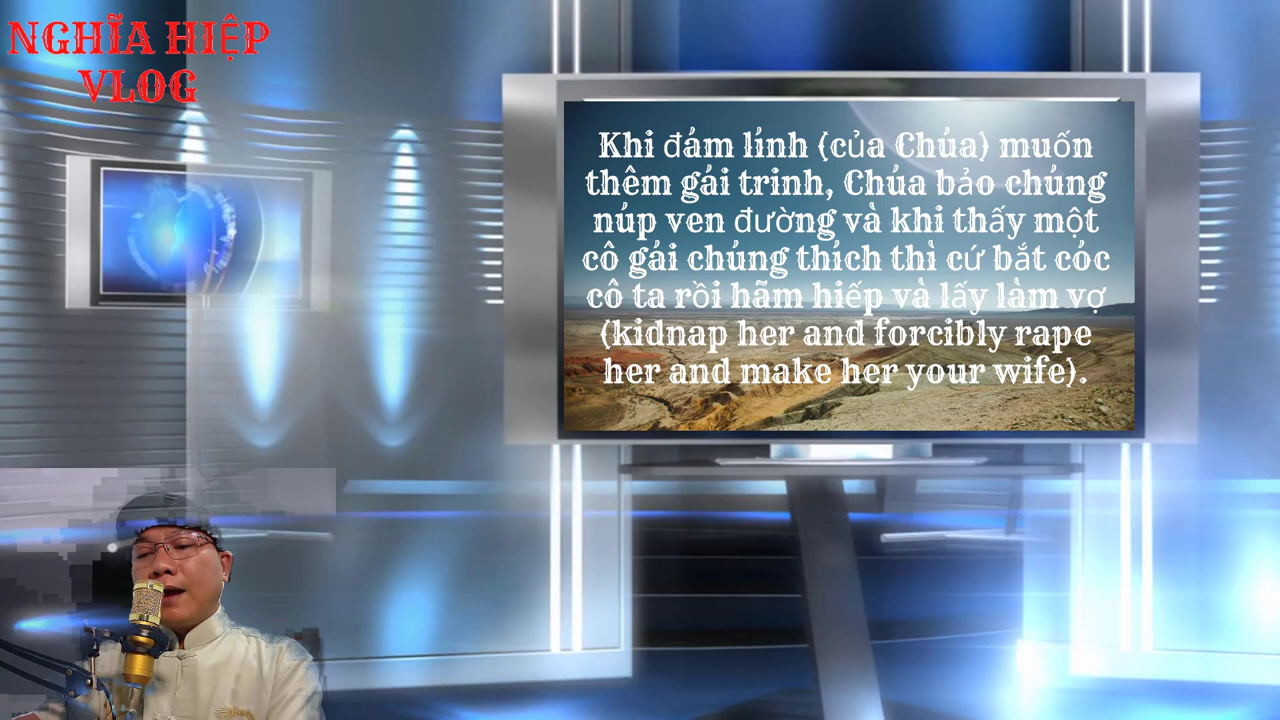 NGHĨA HIỆP
VLOG
Khi đám lính (của Chúa) muốn
thêm gái trinh, Chúa bảo chúng
núp ven đường và khi thấy một
cô gái chúng thích thì cứ bắt cóc
cô ta rồi hãm hiếp và lấy làm vợ
(kidnap her and forcibly rape
her and make her your wife).